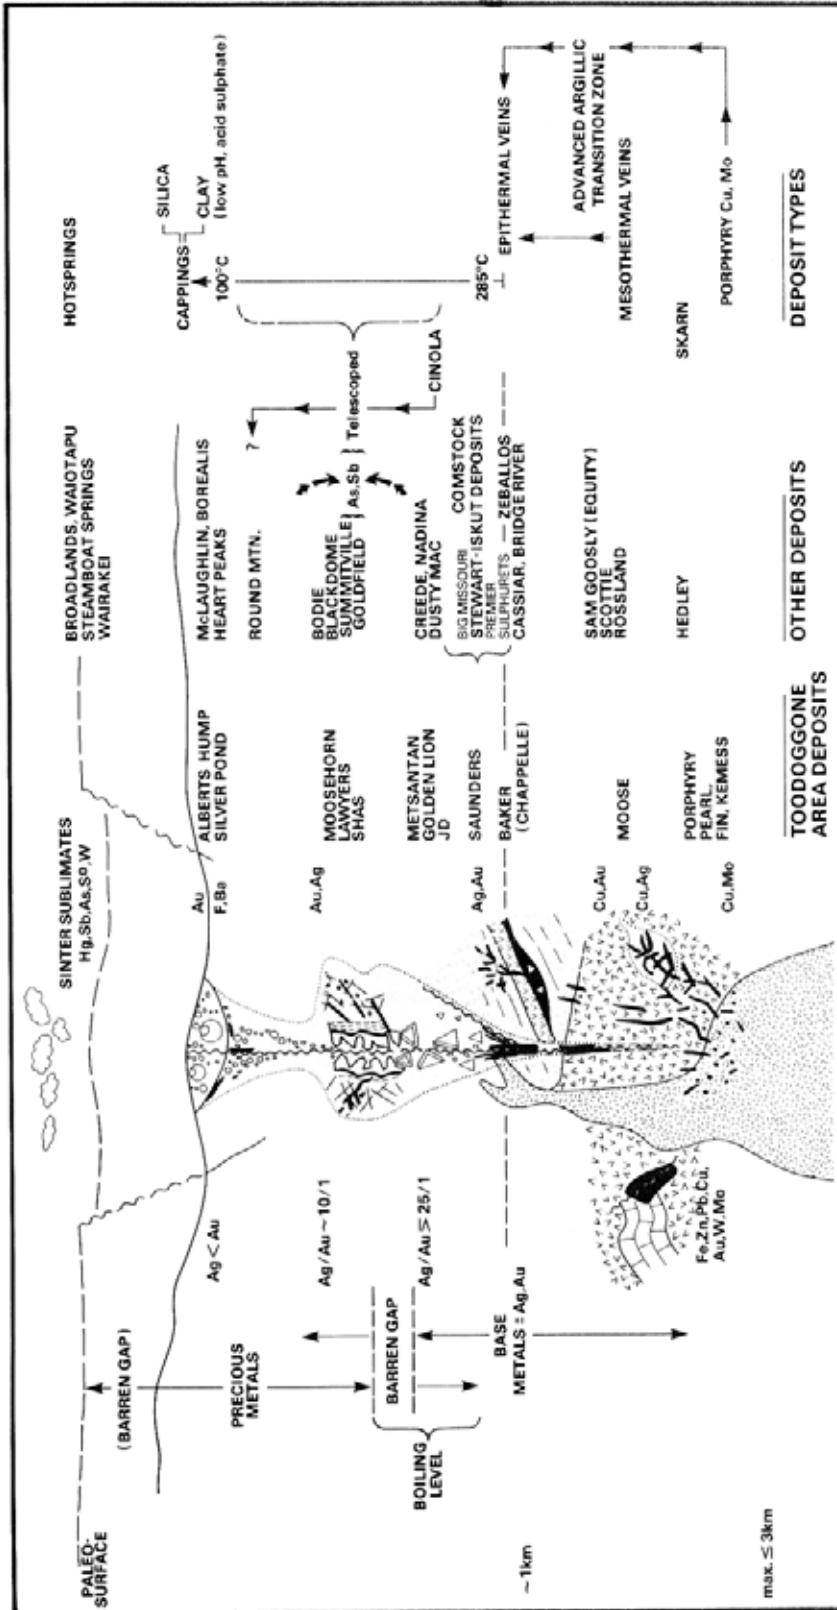 PALEO-
SURFACE
~1km
max. ≤ 3km
(BARREN GAP)
PRECIOUS
METALS
BOILING
LEVEL
BARREN GAP
BASE
METALS ± Ag,Au
Ag < Au
Ag/Au ~ 10/1
Ag/Au ≥ 25/1
Fe,Zn,Pb,Cu,
Au,W,Mo
SINTER SUBLIMATES
Hg,Sb,As,Sº,W
Au
F,Ba
Au,Ag
Ag,Au
Cu,Au
Cu,Ag
Cu,Mo
ALBERTS HUMP
SILVER POND
MOOSEHORN
LAWYERS
SHAS
METSANTAN
GOLDEN LION
JD
SAUNDERS
BAKER
(CHAPPELLE)
MOOSE
PORPHYRY
PEARL,
FIN, KEMESS
TOODOGGONE
AREA DEPOSITS
BROADLANDS, WAIOTAPU
STEAMBOAT SPRINGS
WAIRAKEI
McLAUGHLIN, BOREALIS
HEART PEAKS
ROUND MTN.
?
BODIE
BLACKDOME
SUMMITVILLE
GOLDFIELD
As,Sb
Telescoped
CREEDE, NADINA
DUSTY MAC
CINOLA
BIG MISSOURI
COMSTOCK
STEWART-ISKUT DEPOSITS
PREMIER
SULPHURETS
ZEBALLOS
CASSIAR, BRIDGE RIVER
SAM GOOSLY [EQUITY]
SCOTTIE
ROSSLAND
HEDLEY
OTHER DEPOSITS
HOTSPRINGS
CAPPINGS
SILICA
CLAY
(low pH, acid sulphate)
100°C
285°C
EPITHERMAL VEINS
ADVANCED ARGILLIC
TRANSITION ZONE
MESOTHERMAL VEINS
SKARN
PORPHYRY Cu, Mo
DEPOSIT TYPES